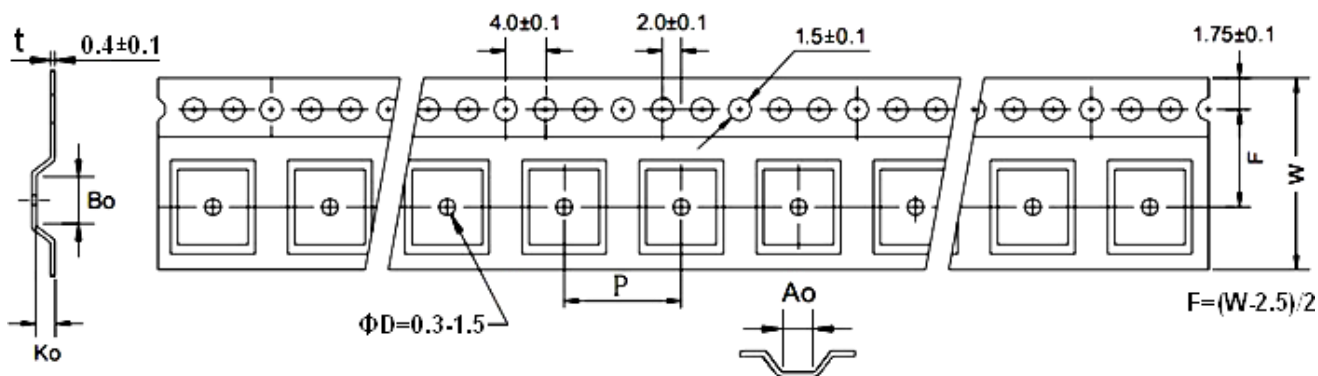 4.0±0.1
2.0±0.1
1.5±0.1
1.75±0.1
t
0.4±0.1
F
W
Bo
P
Ao
F=(W-2.5)/2
ΦD=0.3-1.5
Ko